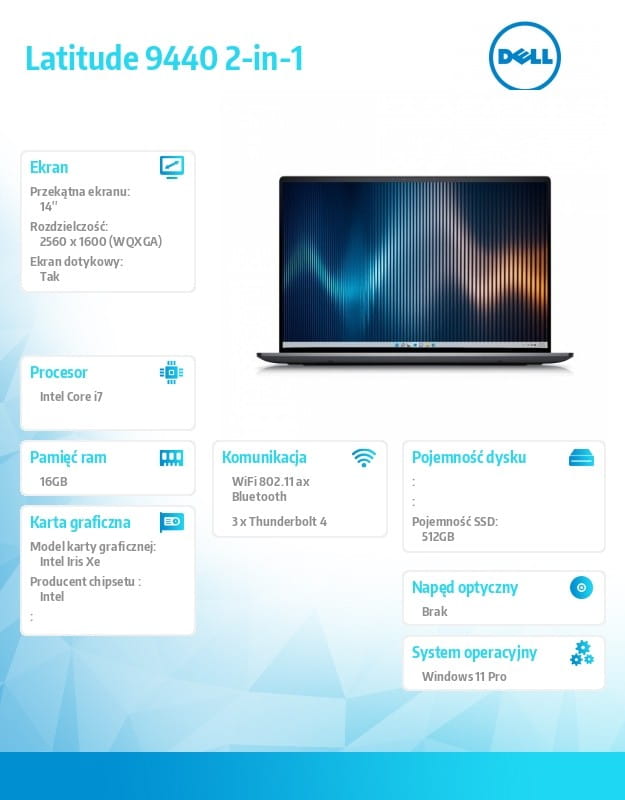 Latitude 9440 2-in-1
DELL
Ekran
Przekątna ekranu:
14"
Rozdzielczość:
2560 x 1600 (WQXGA)
Ekran dotykowy:
Tak
Procesor
Intel Core i7
Pamięć ram
16GB
Karta graficzna
Model karty graficznej:
Intel Iris Xe
Producent chipsetu :
Intel
:
Komunikacja
WiFi 802.11 ax
Bluetooth
3 x Thunderbolt 4
Pojemność dysku
:
:
Pojemność SSD:
512GB
Napęd optyczny
Brak
System operacyjny
Windows 11 Pro